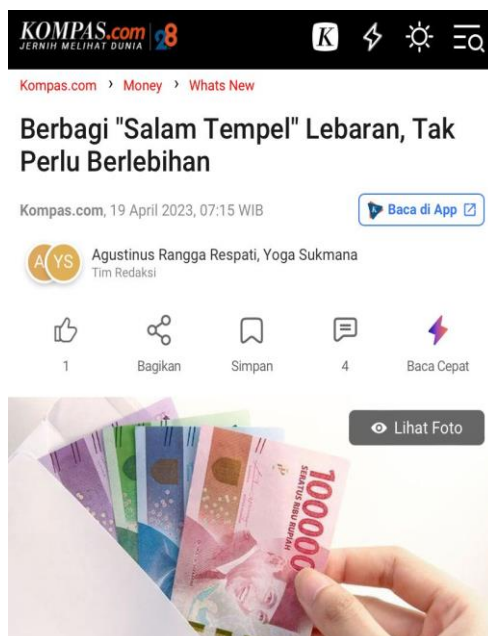 KOMPAS.com 28
JERNIH MELIHAT DUNIA
K
Kompas.com › Money › Whats New
Berbagi "Salam Tempel" Lebaran, Tak
Perlu Berlebihan
Kompas.com, 19 April 2023, 07:15 WIB
Baca di App
A YS
Agustinus Rangga Respati, Yoga Sukmana
Tim Redaksi
1 Bagikan Simpan 4 Baca Cepat
Lihat Foto
100000
SERATUS RIBU RUPIAH